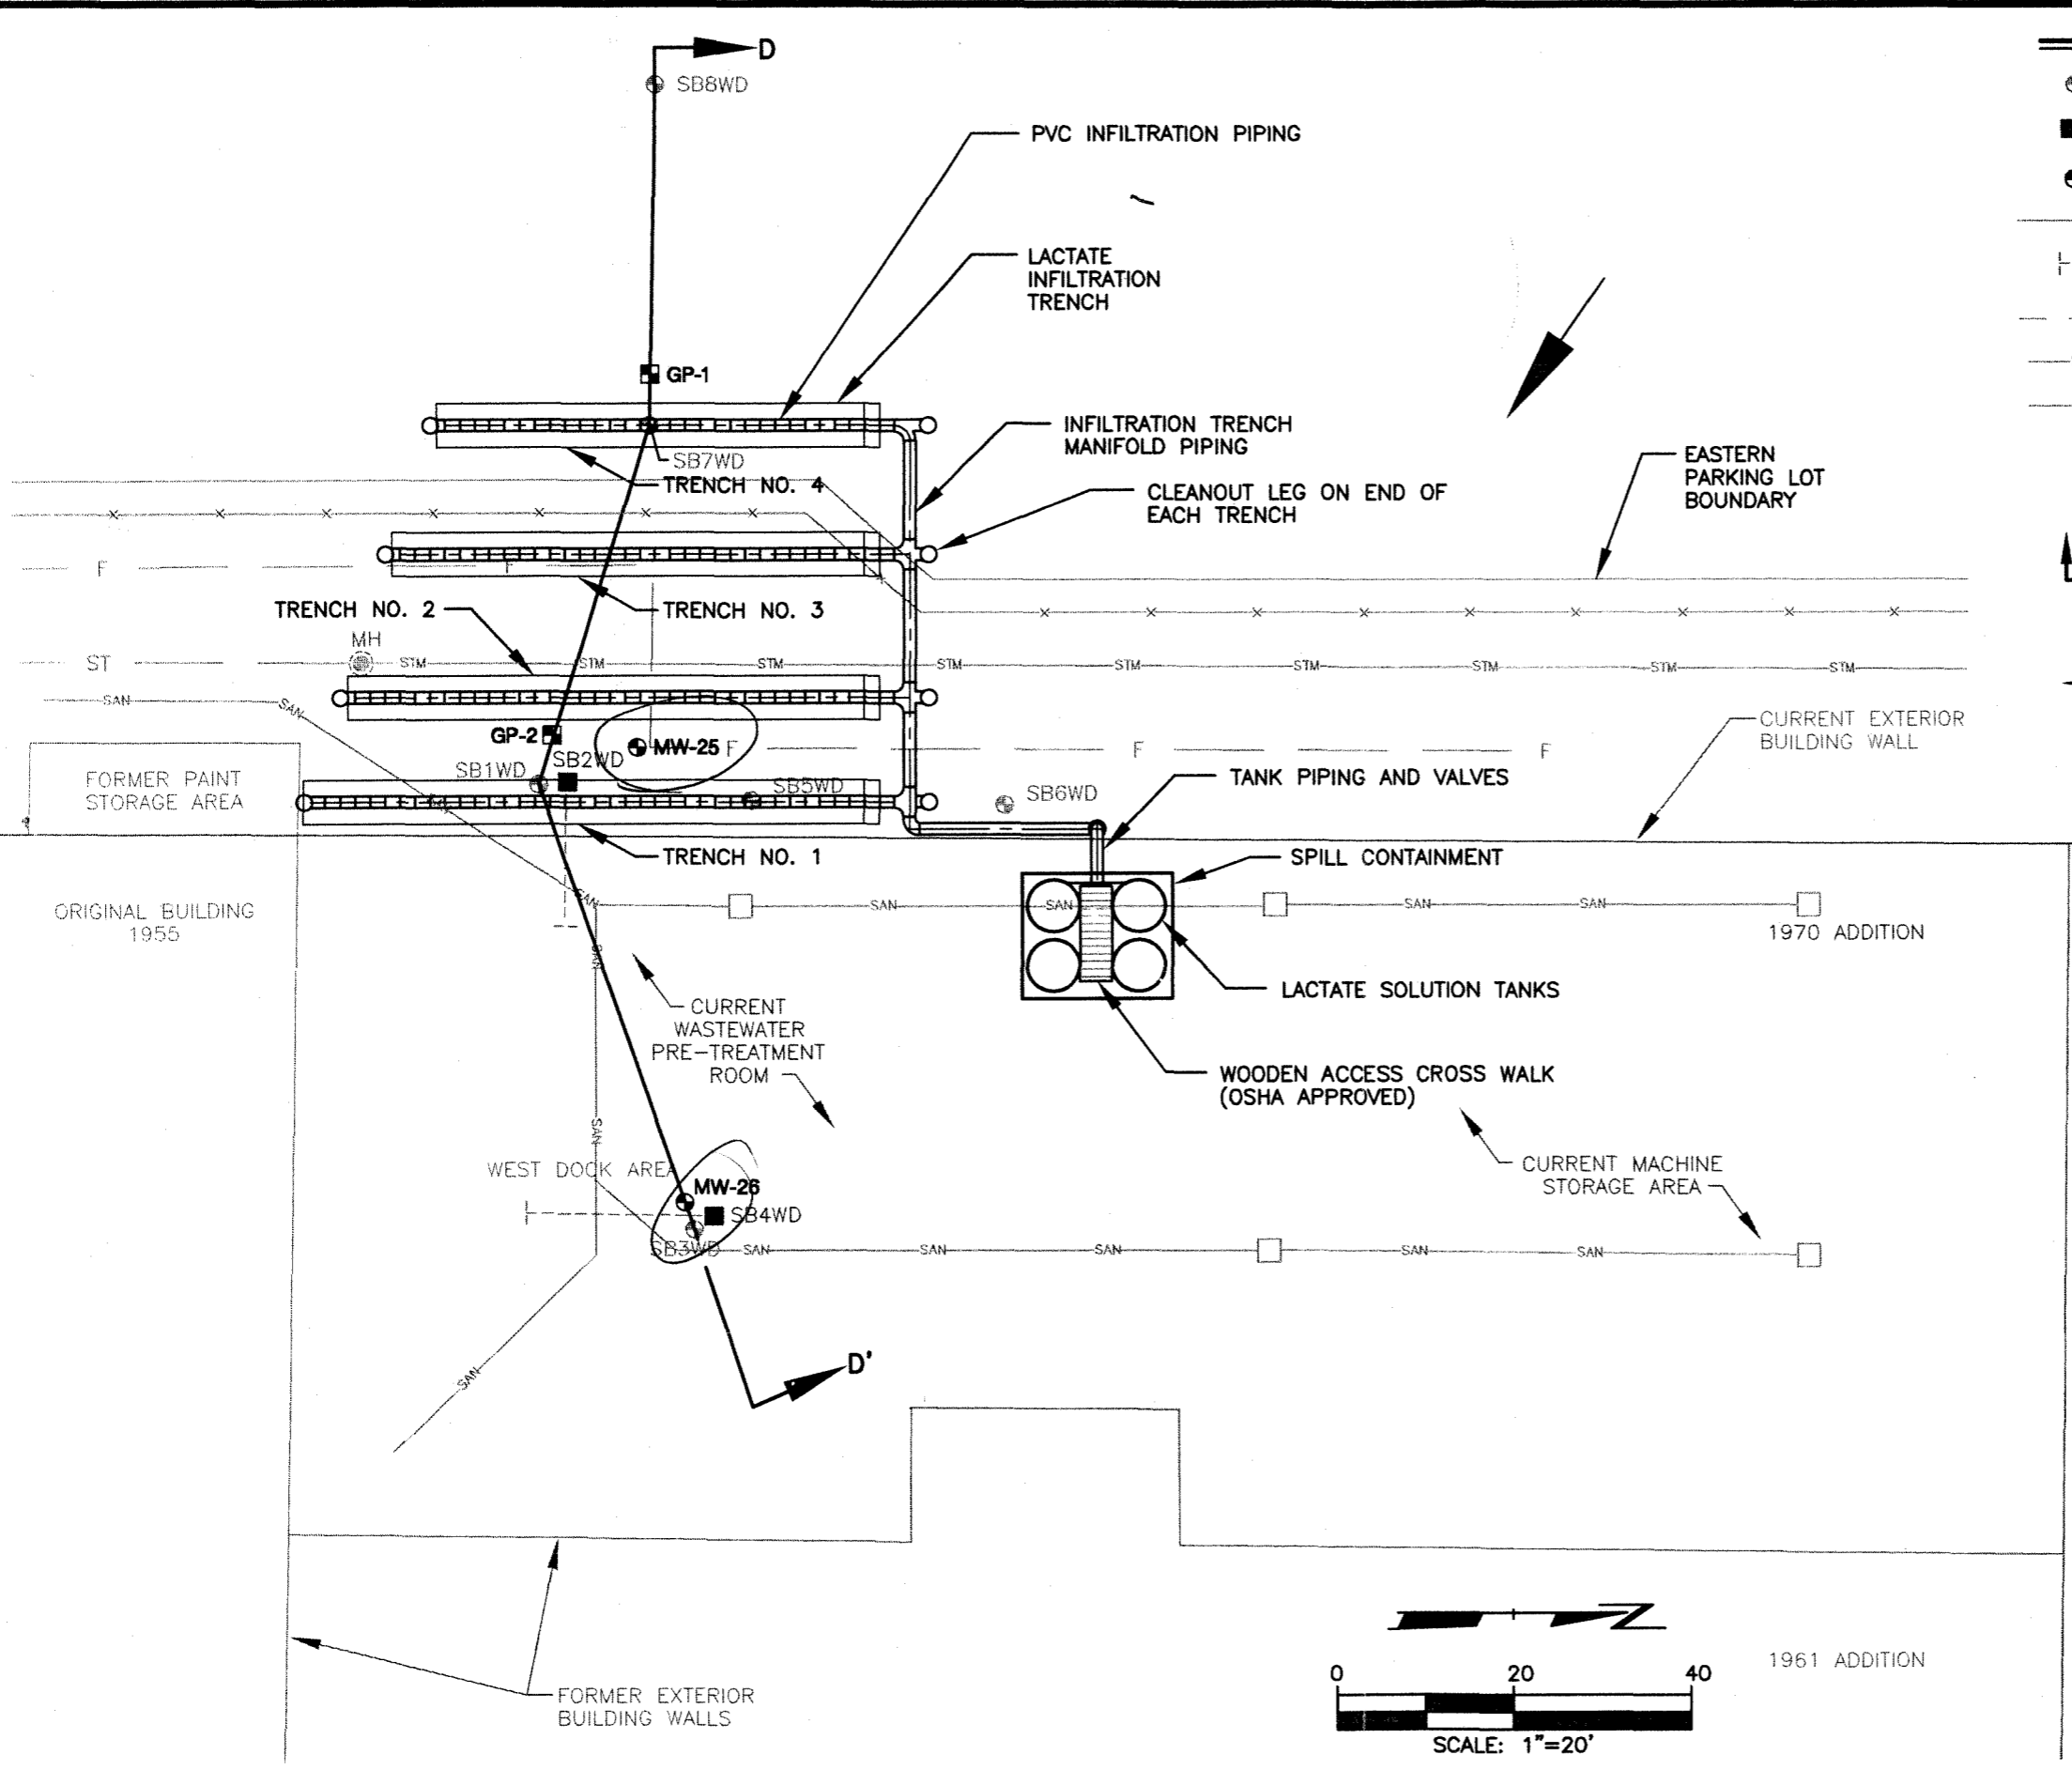 D
SB8WD
PVC INFILTRATION PIPING
LACTATE
INFILTRATION
TRENCH
GP-1
INFILTRATION TRENCH
MANIFOLD PIPING
SB7WD
TRENCH NO. 4
EASTERN
PARKING LOT
BOUNDARY
CLEANOUT LEG ON END OF
EACH TRENCH
F
F
TRENCH NO. 2
TRENCH NO. 3
MH
ST
STM
STM
STM
STM
STM
STM
STM
STM
STM
SAN
SAN
CURRENT EXTERIOR
BUILDING WALL
GP-2
MW-25
F
F
F
SB2WD
SB1WD
FORMER PAINT
STORAGE AREA
SAN
SB5WD
SB6WD
TANK PIPING AND VALVES
TRENCH NO. 1
SPILL CONTAINMENT
SAN
SAN
SAN
SAN
SAN
ORIGINAL BUILDING
1955
1970 ADDITION
SAN
LACTATE SOLUTION TANKS
CURRENT
WASTEWATER
PRE-TREATMENT
ROOM
WOODEN ACCESS CROSS WALK
(OSHA APPROVED)
SAN
WEST DOCK AREA
CURRENT MACHINE
STORAGE AREA
MW-26
SB4WD
SB3WD
SAN
SAN
SAN
SAN
SAN
D'
SAN
N
0 20 40
SCALE: 1"=20'
1961 ADDITION
FORMER EXTERIOR
BUILDING WALLS